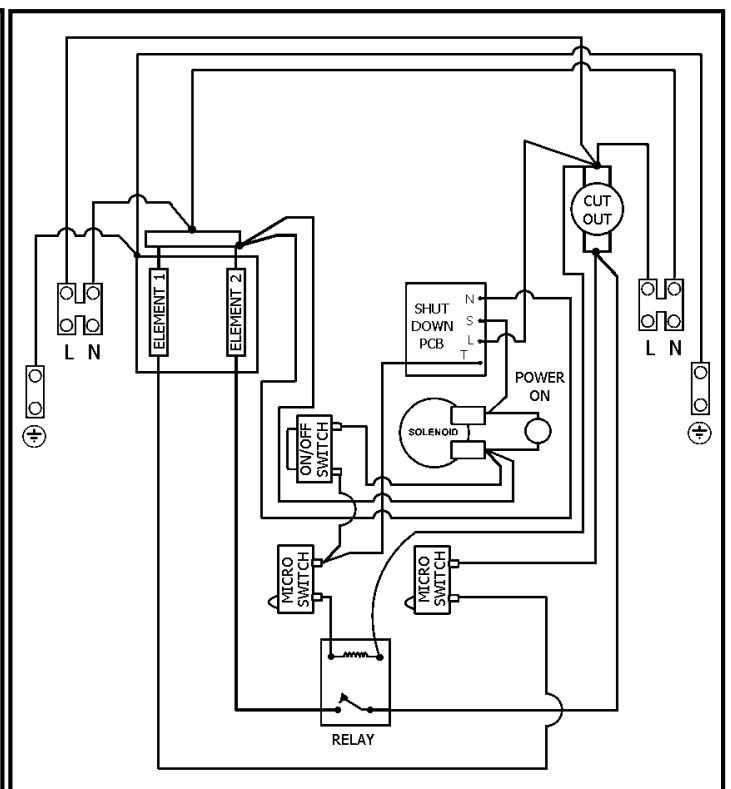 CUT
OUT
ELEMENT 1
ELEMENT 2
SHUT
DOWN
PCB
N
S
L
T
L N
L N
POWER
ON
SOLENOID
ON/OFF
SWITCH
MICRO
SWITCH
MICRO
SWITCH
RELAY